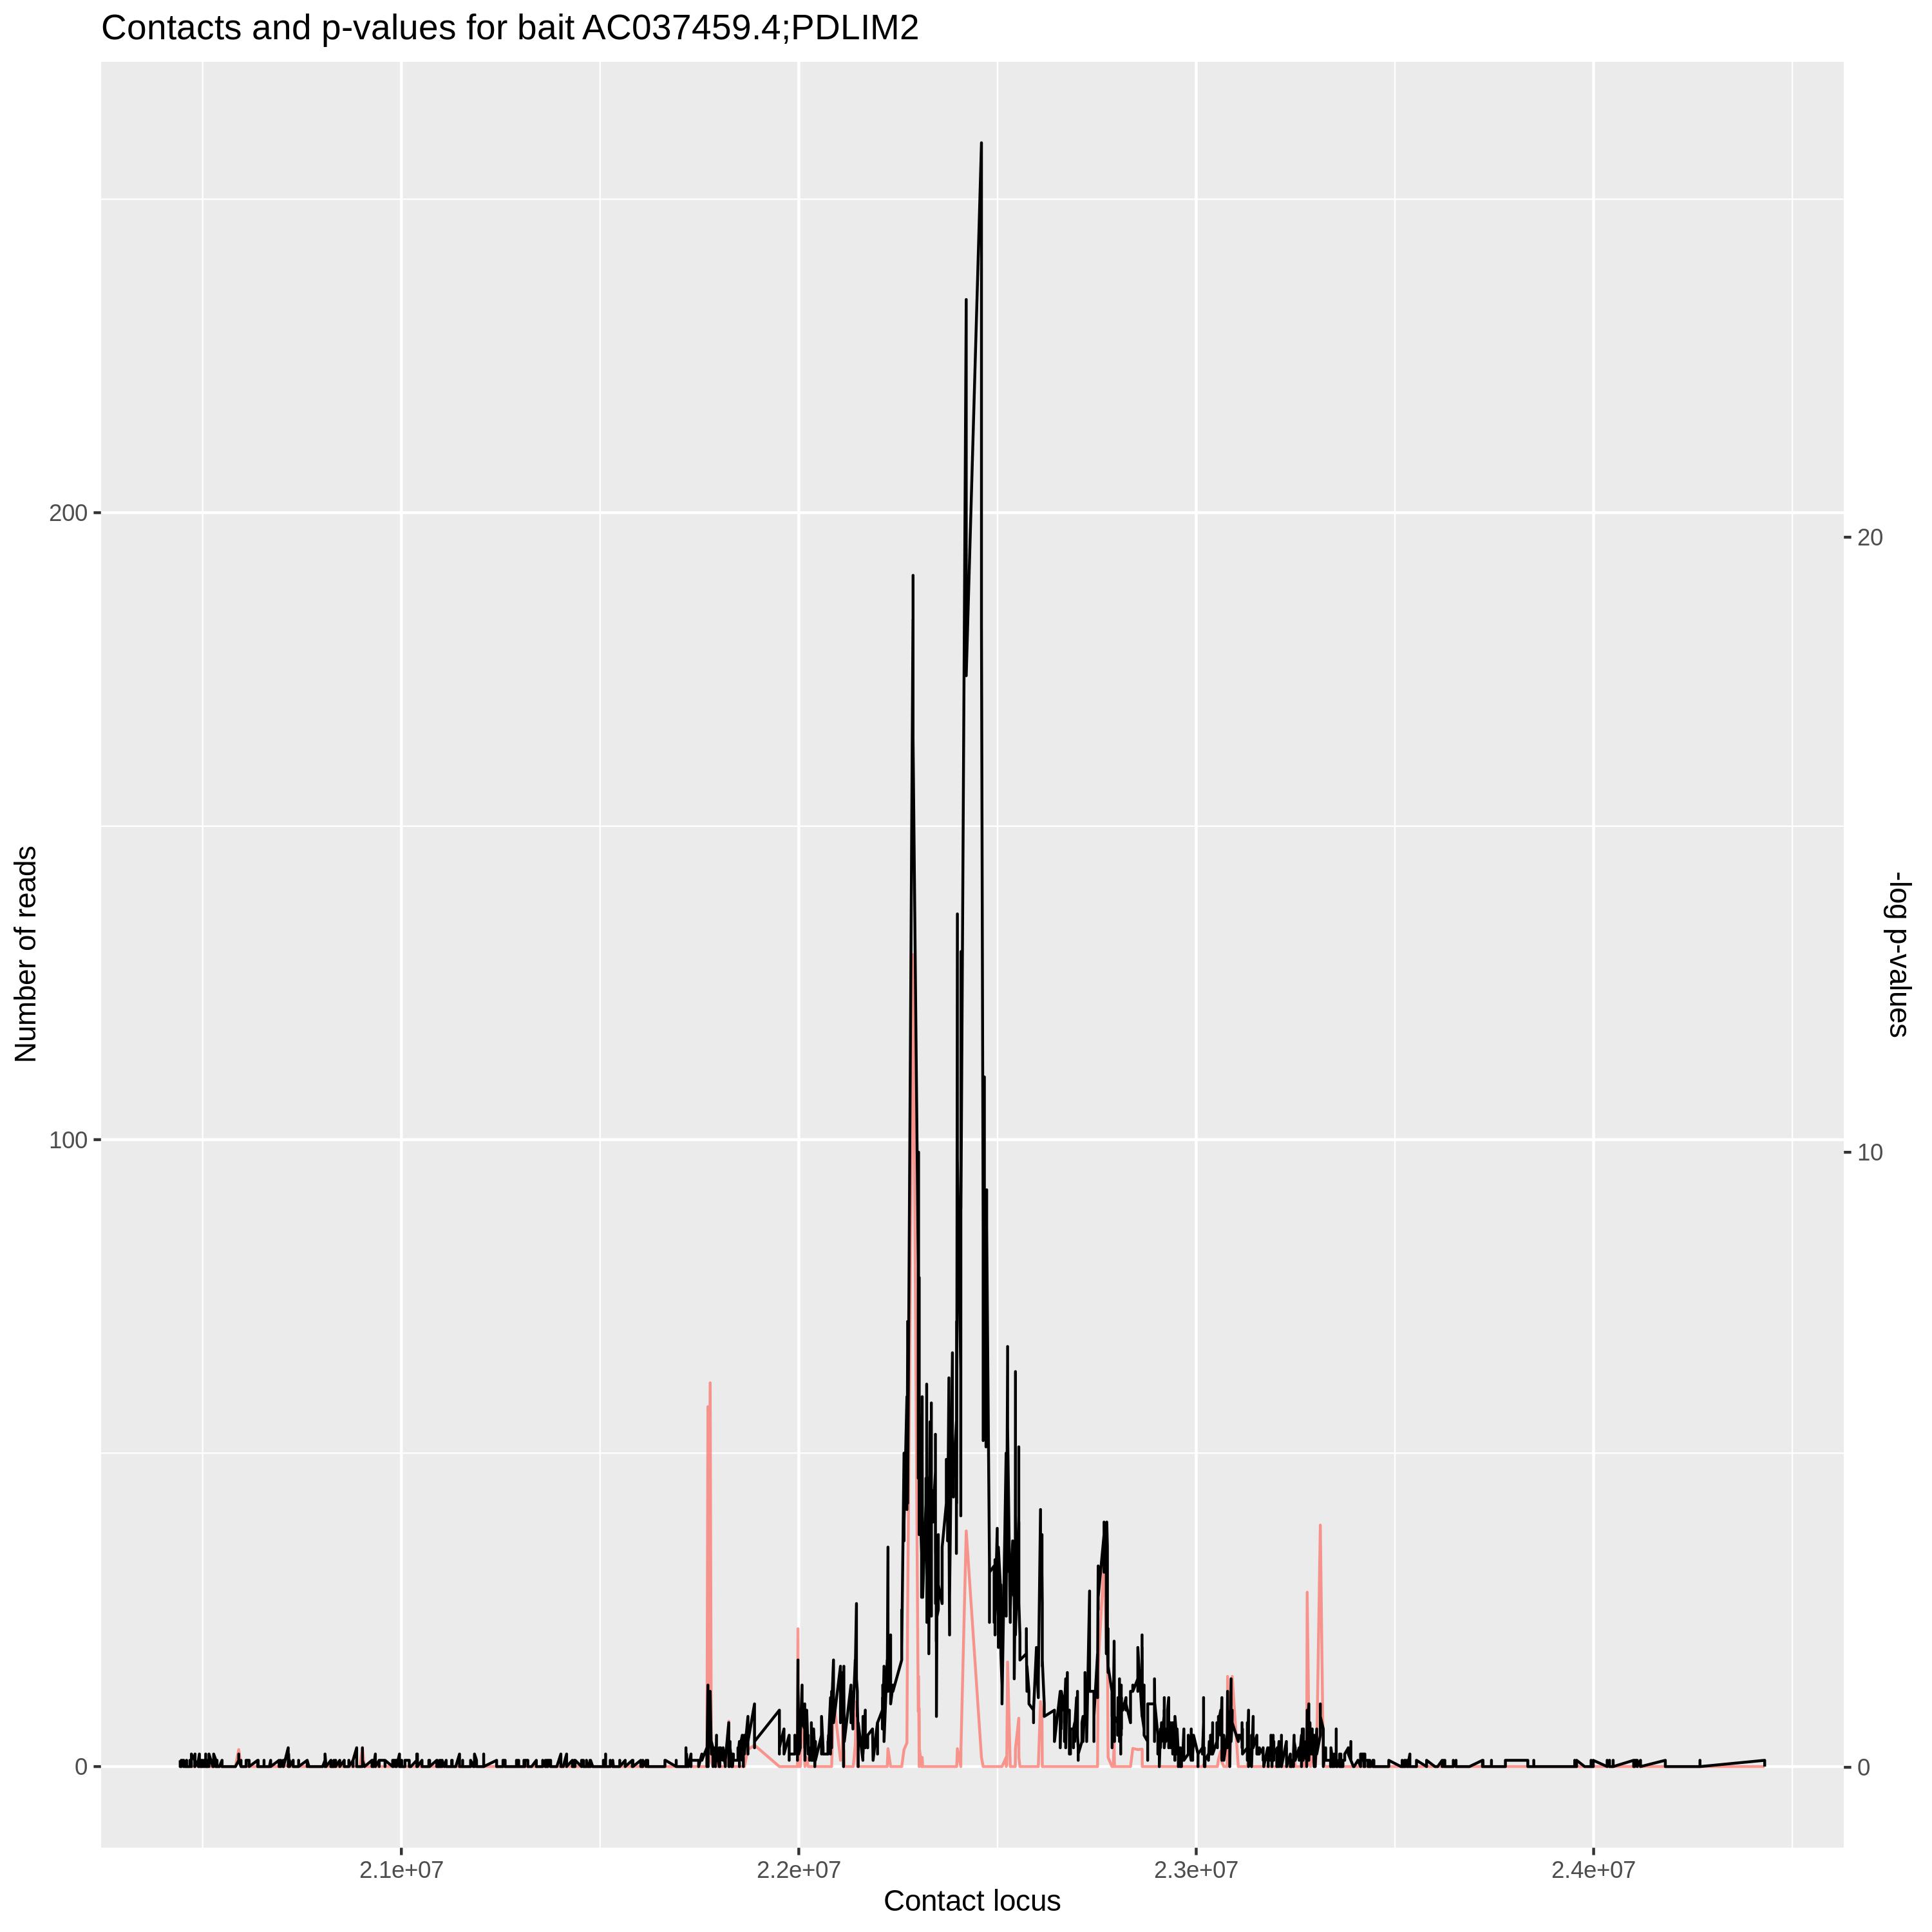 Contacts and p-values for bait AC037459.4;PDLIM2
Number of reads
200
100
0
20
10
0
-log p-values
2.1e+07
2.2e+07
2.3e+07
2.4e+07
Contact locus